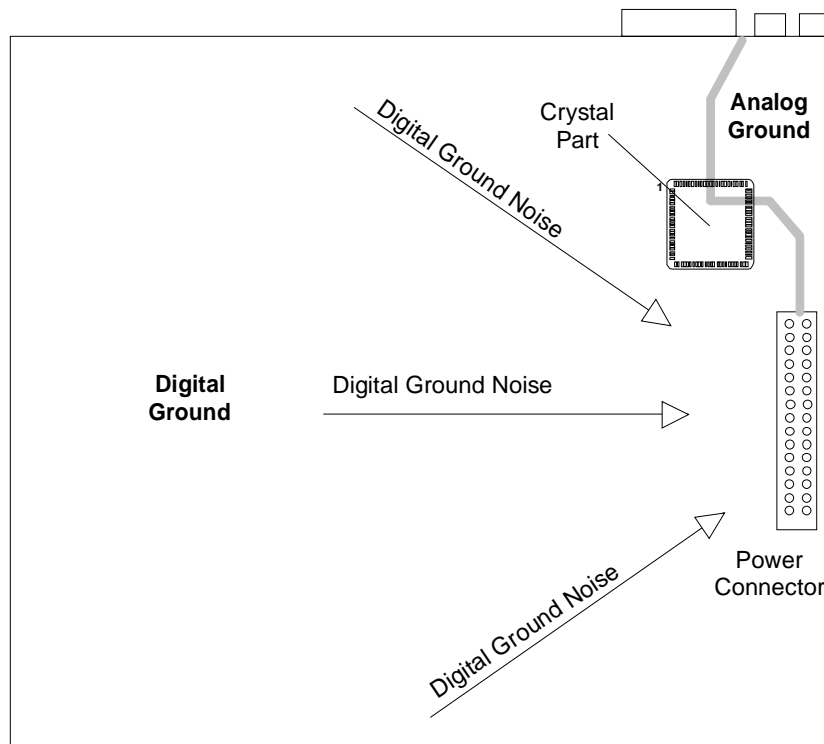 Analog
Ground
Crystal
Part
Digital Ground Noise
1
Digital
Ground
Digital Ground Noise
Power
Connector
Digital Ground Noise